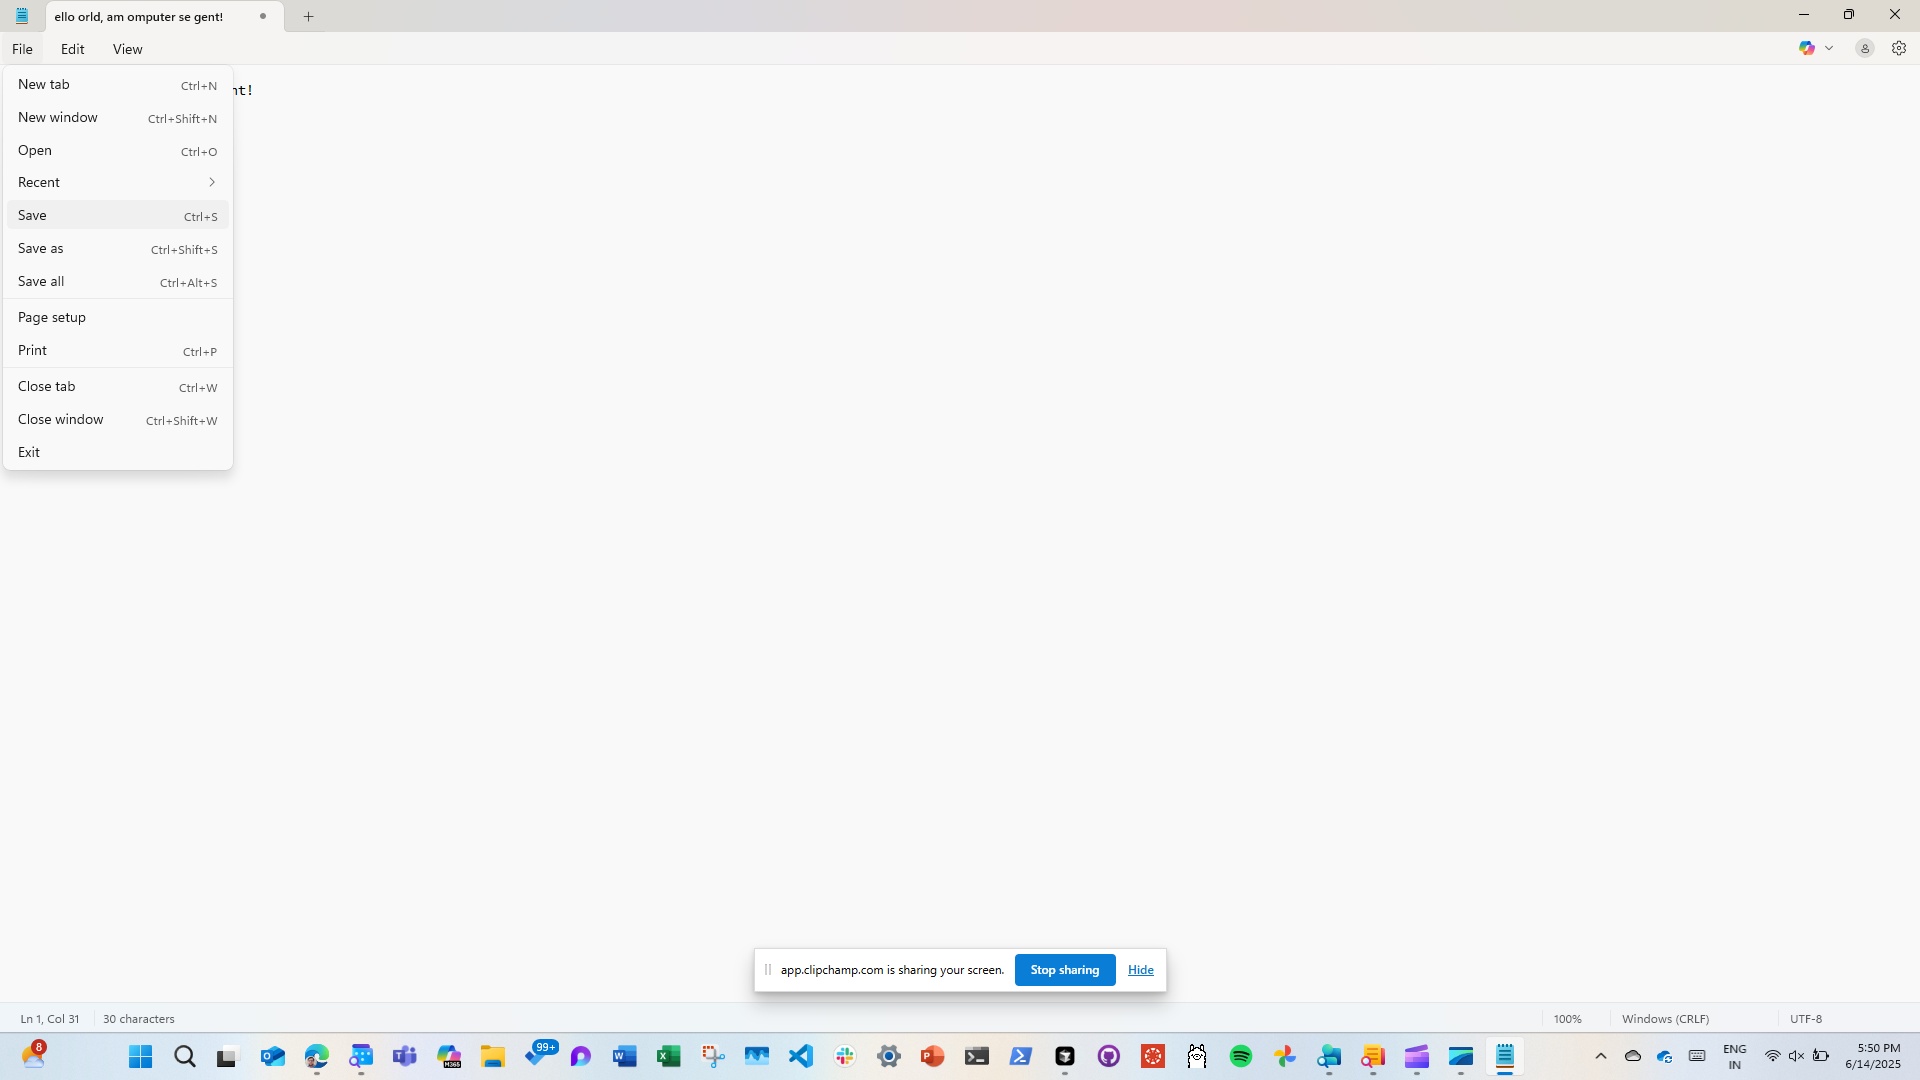 ello orld, am omputer se gent!
File Edit View
New tab Ctrl+N
nt!
New window Ctrl+Shift+N
Open Ctrl+O
Recent
Save Ctrl+S
Save as Ctrl+Shift+S
Save all Ctrl+Alt+S
Page setup
Print Ctrl+P
Close tab Ctrl+W
Close window Ctrl+Shift+W
Exit
app.clipchamp.com is sharing your screen. Stop sharing Hide
Ln 1, Col 31 30 characters 100% Windows (CRLF) UTF-8
8 99+ M365 ENG 5:50 PM
IN 6/14/2025